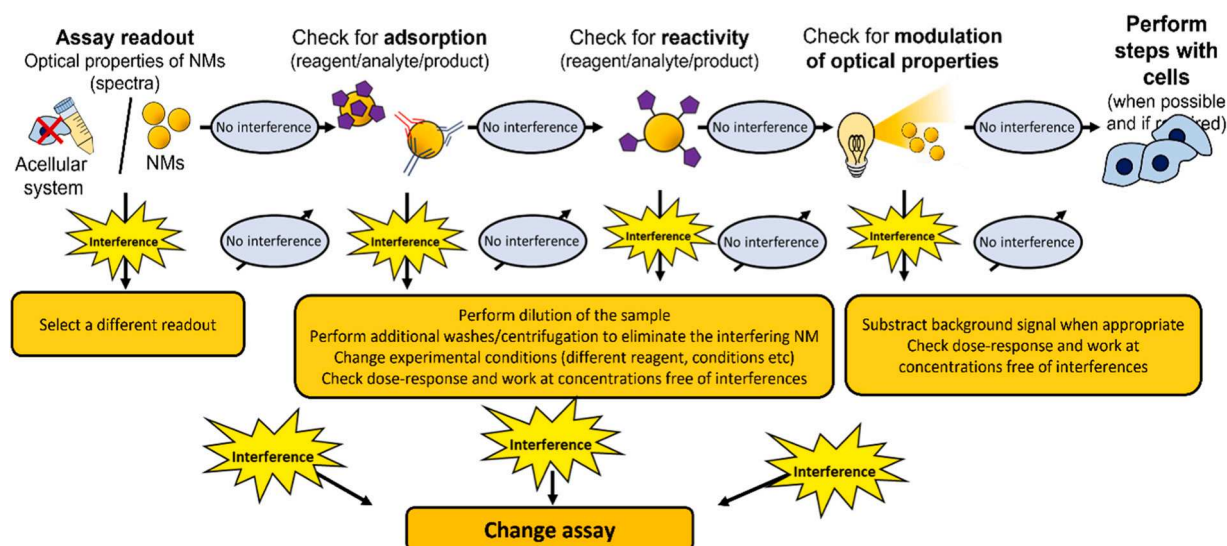 Assay readout
Optical properties of NMs
(spectra)
Acellular
system
NMs
No interference
Check for adsorption
(reagent/analyte/product)
No interference
Check for reactivity
(reagent/analyte/product)
No interference
Check for modulation
of optical properties
No interference
Perform
steps with
cells
(when possible
and if required)
Interference
No interference
Interference
No interference
Interference
No interference
Interference
No interference
Select a different readout
Perform dilution of the sample
Perform additional washes/centrifugation to eliminate the interfering NM
Change experimental conditions (different reagent, conditions etc)
Check dose-response and work at concentrations free of interferences
Substract background signal when appropriate
Check dose-response and work at
concentrations free of interferences
Interference
Interference
Interference
Change assay